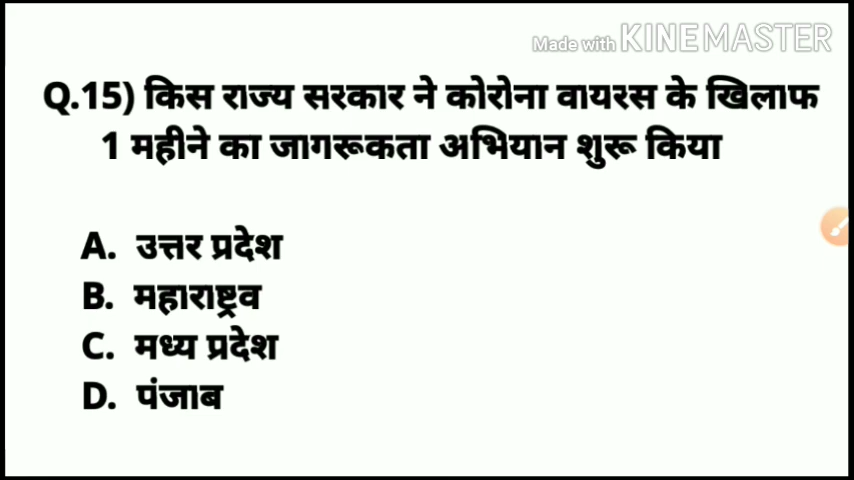 Made with KINEMASTER
Q.15) किस राज्य सरकार ने कोरोना वायरस के खिलाफ
1 महीने का जागरूकता अभियान शुरू किया
A. उत्तर प्रदेश
B. महाराष्ट्रव
C. मध्य प्रदेश
D. पंजाब